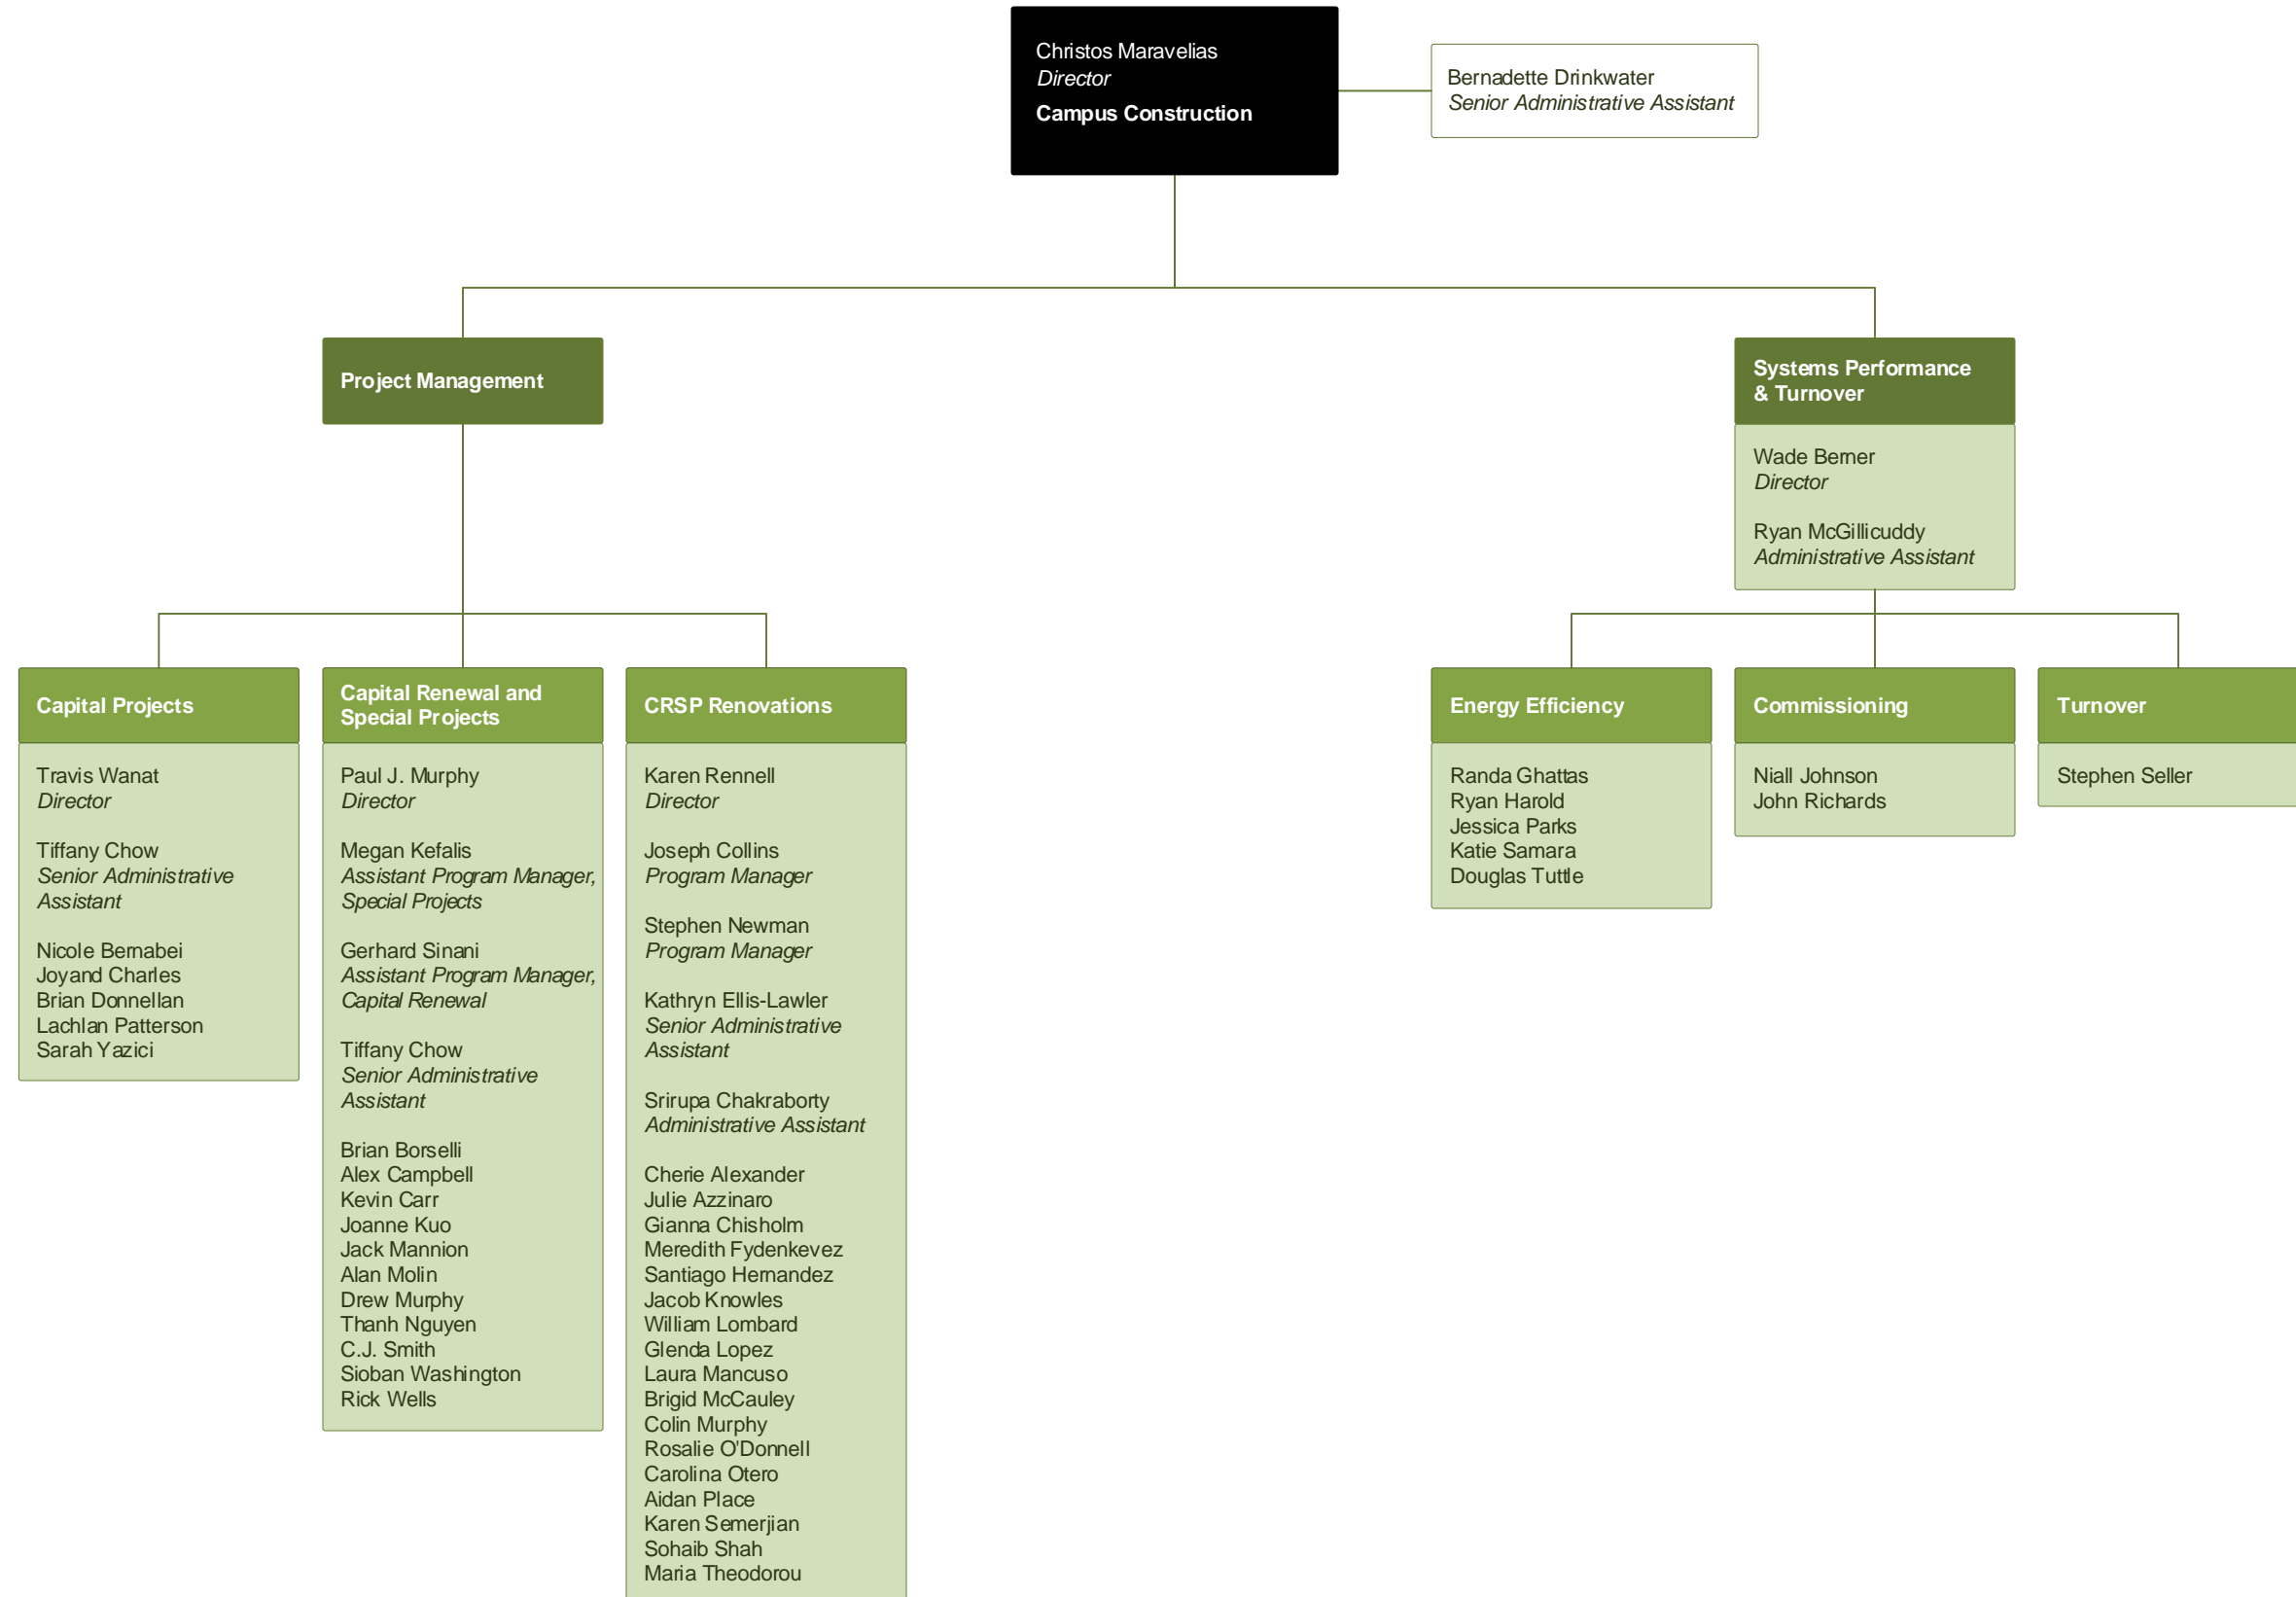 Christos Maravelias
Director
Campus Construction
Bernadette Drinkwater
Senior Administrative Assistant
Project Management
Systems Performance
& Turnover
Wade Berner
Director
Ryan McGillicuddy
Administrative Assistant
Capital Projects
Travis Wanat
Director
Tiffany Chow
Senior Administrative
Assistant
Nicole Bernabei
Joyand Charles
Brian Donnellan
Lachlan Patterson
Sarah Yazici
Capital Renewal and
Special Projects
Paul J. Murphy
Director
Megan Kefalis
Assistant Program Manager,
Special Projects
Gerhard Sinani
Assistant Program Manager,
Capital Renewal
Tiffany Chow
Senior Administrative
Assistant
Brian Borselli
Alex Campbell
Kevin Carr
Joanne Kuo
Jack Mannion
Alan Molin
Drew Murphy
Thanh Nguyen
C.J. Smith
Sioban Washington
Rick Wells
CRSP Renovations
Karen Rennell
Director
Joseph Collins
Program Manager
Stephen Newman
Program Manager
Kathryn Ellis-Lawler
Senior Administrative
Assistant
Srirupa Chakraborty
Administrative Assistant
Cherie Alexander
Julie Azzinaro
Gianna Chisholm
Meredith Fydenkevez
Santiago Hernandez
Jacob Knowles
William Lombard
Glenda Lopez
Laura Mancuso
Brigid McCauley
Colin Murphy
Rosalie O'Donnell
Carolina Otero
Aidan Place
Karen Semerjian
Sohaib Shah
Maria Theodorou
Energy Efficiency
Randa Ghattas
Ryan Harold
Jessica Parks
Katie Samara
Douglas Tuttle
Commissioning
Niall Johnson
John Richards
Turnover
Stephen Seller